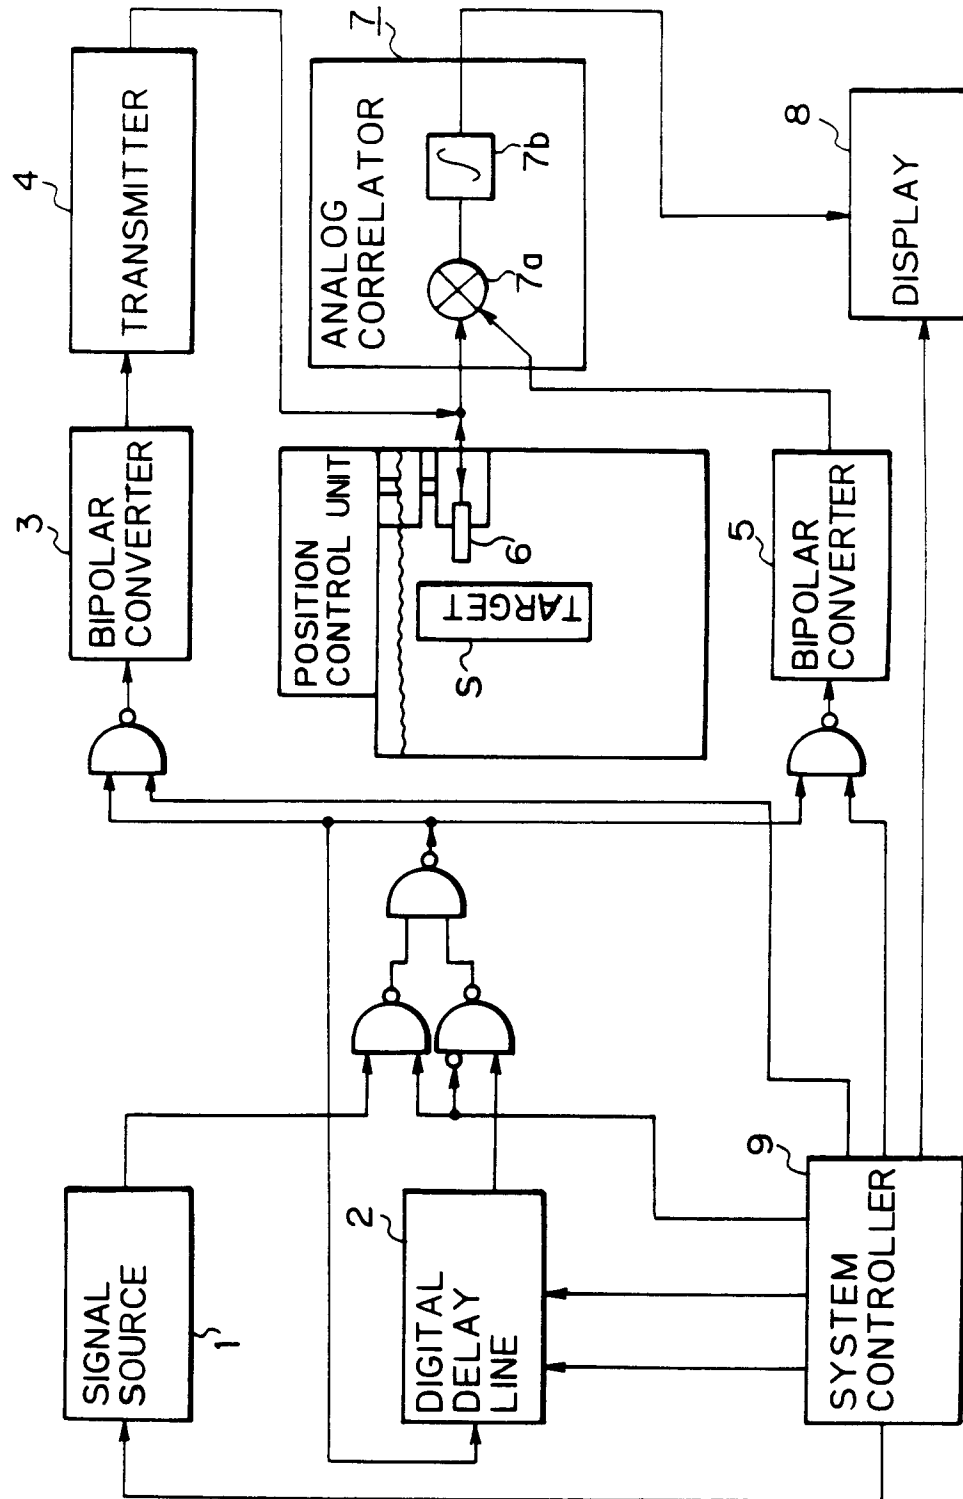 SIGNAL
SOURCE
1
DIGITAL
DELAY
LINE
2
SYSTEM
CONTROLLER
9
BIPOLAR
CONVERTER
3
TRANSMITTER
4
POSITION
CONTROL UNIT
TARGET
S
6
ANALOG
CORRELATOR
7
7a
7b
BIPOLAR
CONVERTER
5
DISPLAY
8